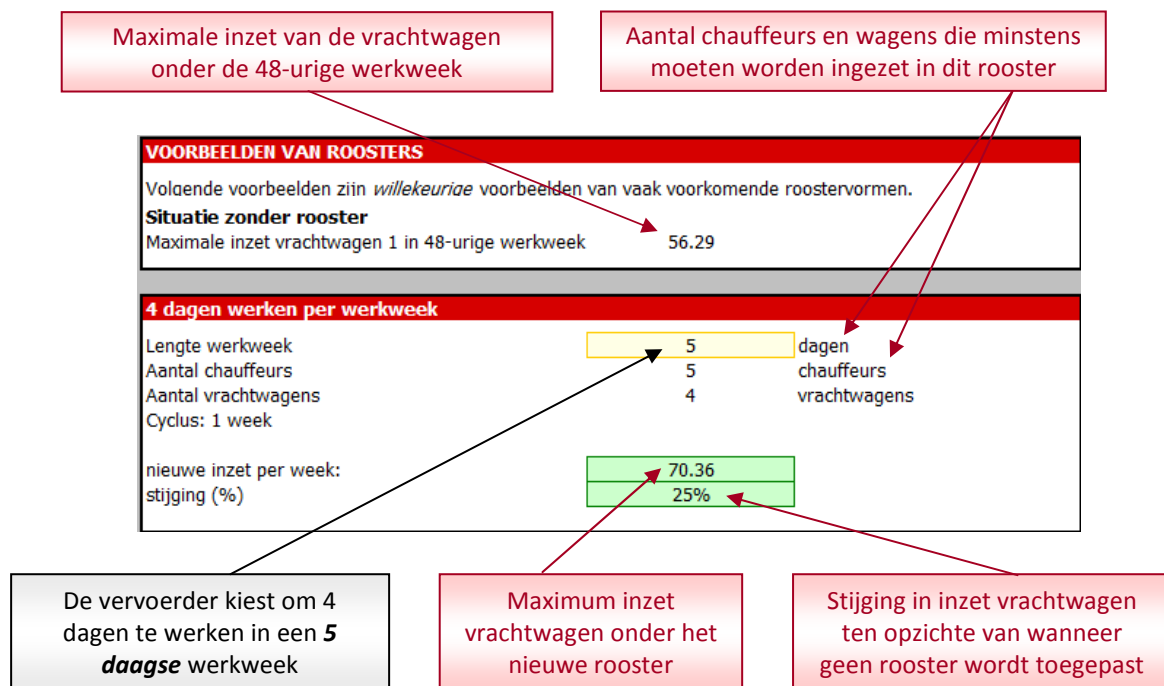 Maximale inzet van de vrachtwagen
onder de 48-urige werkweek
Aantal chauffeurs en wagens die minstens
moeten worden ingezet in dit rooster
VOORBEELDEN VAN ROOSTERS
Volgende voorbeelden zijn willekeurige voorbeelden van vaak voorkomende roostervormen.
Situatie zonder rooster
Maximale inzet vrachtwagen 1 in 48-urige werkweek 56.29
4 dagen werken per werkweek
Lengte werkweek 5 dagen
Aantal chauffeurs 5 chauffeurs
Aantal vrachtwagens 4 vrachtwagens
Cyclus: 1 week
nieuwe inzet per week: 70.36
stijging (%) 25%
De vervoerder kiest om 4
dagen te werken in een 5
daagse werkweek
Maximum inzet
vrachtwagen onder het
nieuwe rooster
Stijging in inzet vrachtwagen
ten opzichte van wanneer
geen rooster wordt toegepast